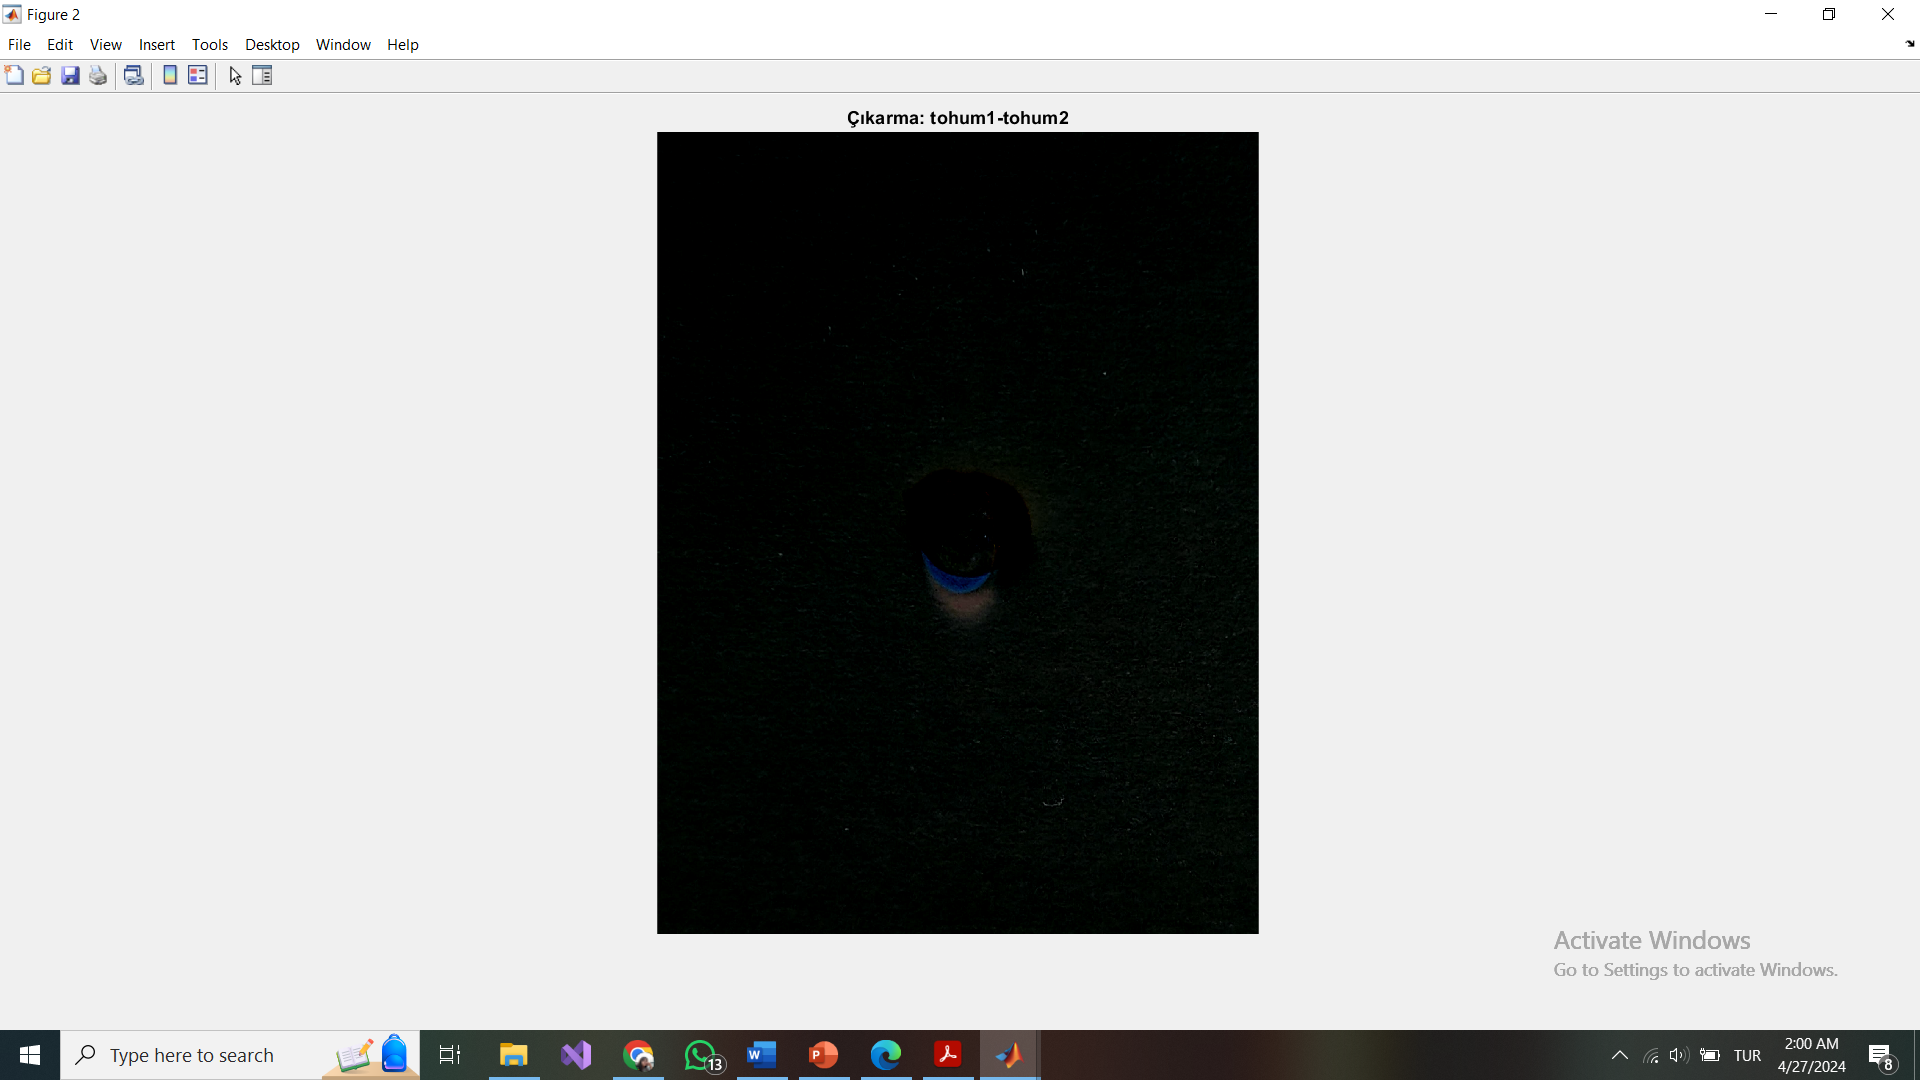 Figure 2
File Edit View Insert Tools Desktop Window Help
Çıkarma: tohum1-tohum2
Activate Windows
Go to Settings to activate Windows.
Type here to search
13
W
P
TUR
2:00 AM
4/27/2024
8